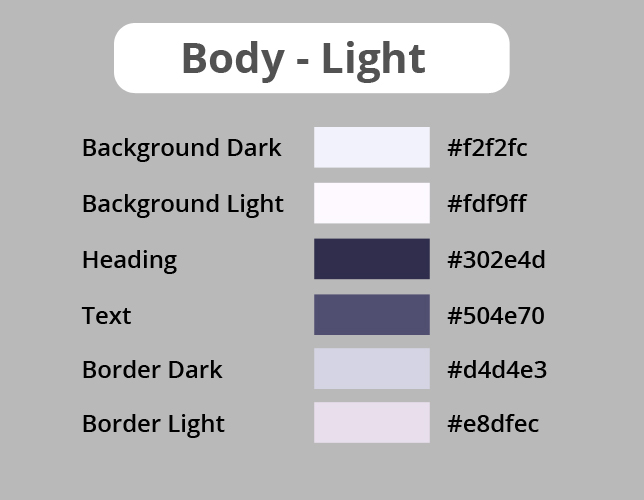 Body - Light
Background Dark #f2f2fc
Background Light #fdf9ff
Heading #302e4d
Text #504e70
Border Dark #d4d4e3
Border Light #e8dfec